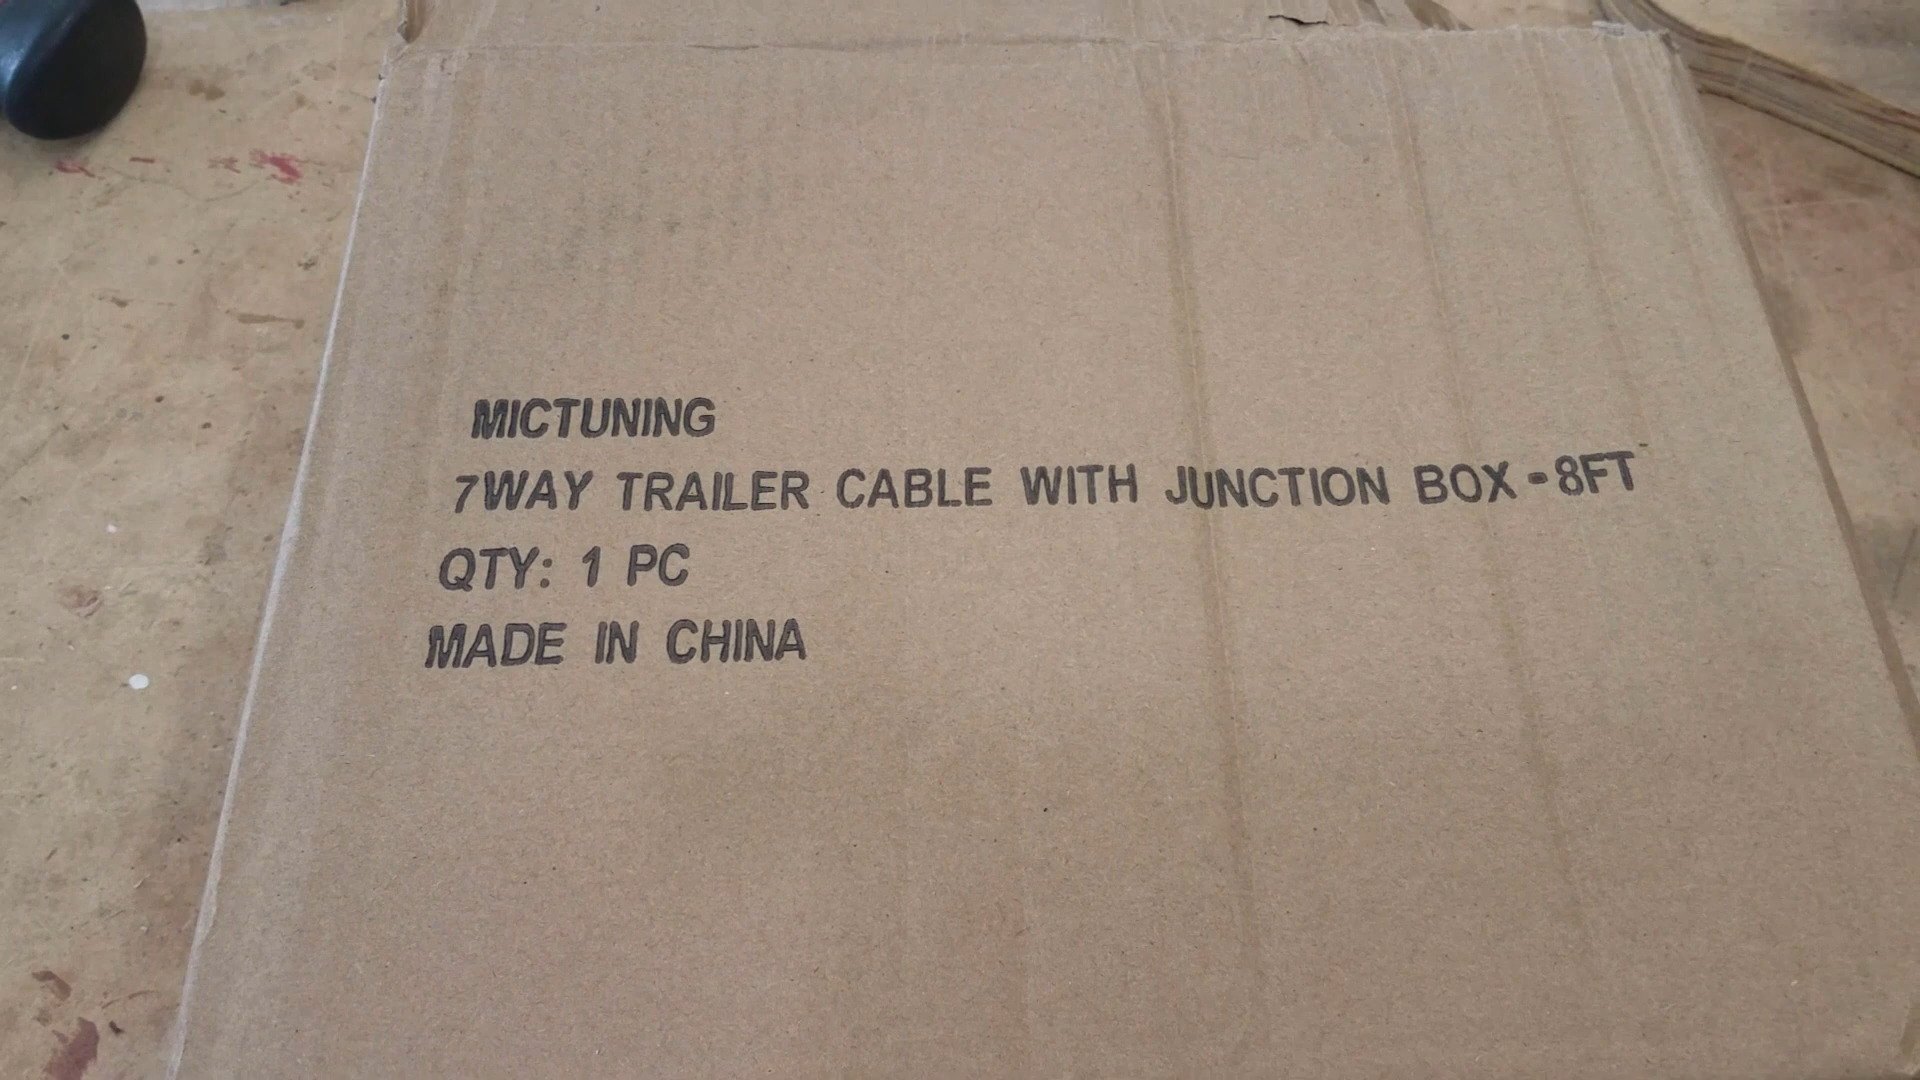 MICTUNING
7WAY TRAILER CABLE WITH JUNCTION BOX-8FT
QTY: 1 PC
MADE IN CHINA